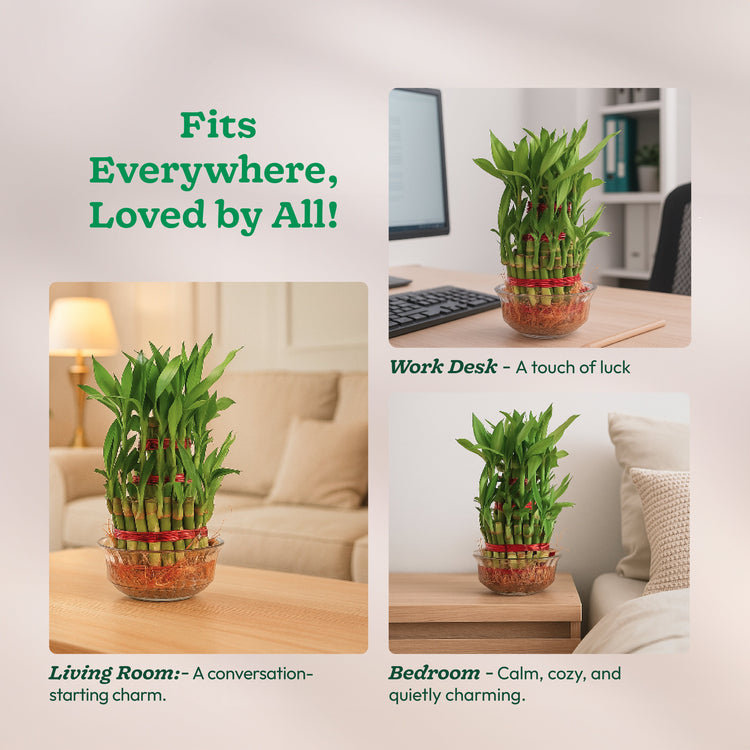 Fits
Everywhere,
Loved by All!
Work Desk - A touch of luck
Living Room:- A conversation-
starting charm.
Bedroom - Calm, cozy, and
quietly charming.